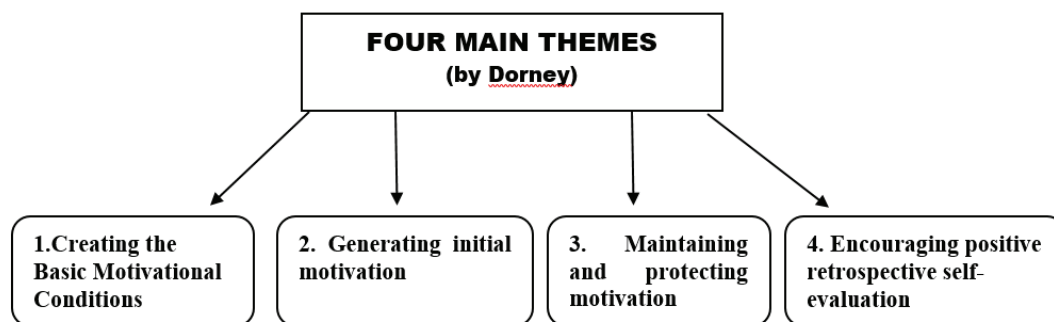 FOUR MAIN THEMES
(by Dorney)
1.Creating the
Basic Motivational
Conditions
2. Generating initial
motivation
3. Maintaining
and protecting
motivation
4. Encouraging positive
retrospective self-
evaluation